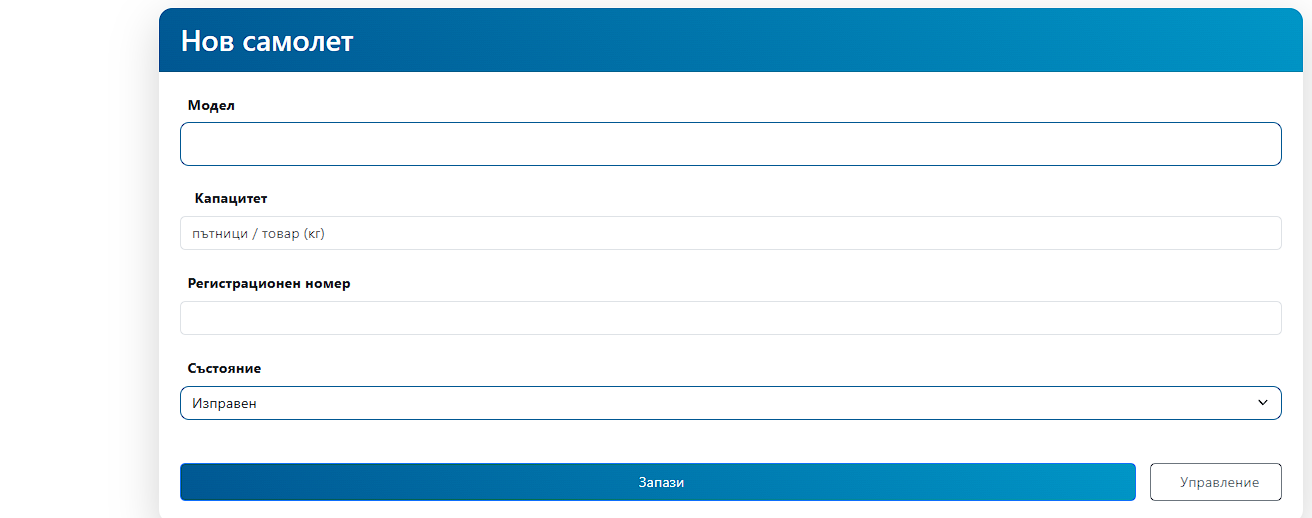 Нов самолет
Модел
Капацитет
пътници / товар (кг)
Регистрационен номер
Състояние
Изправен
Запази
Управление